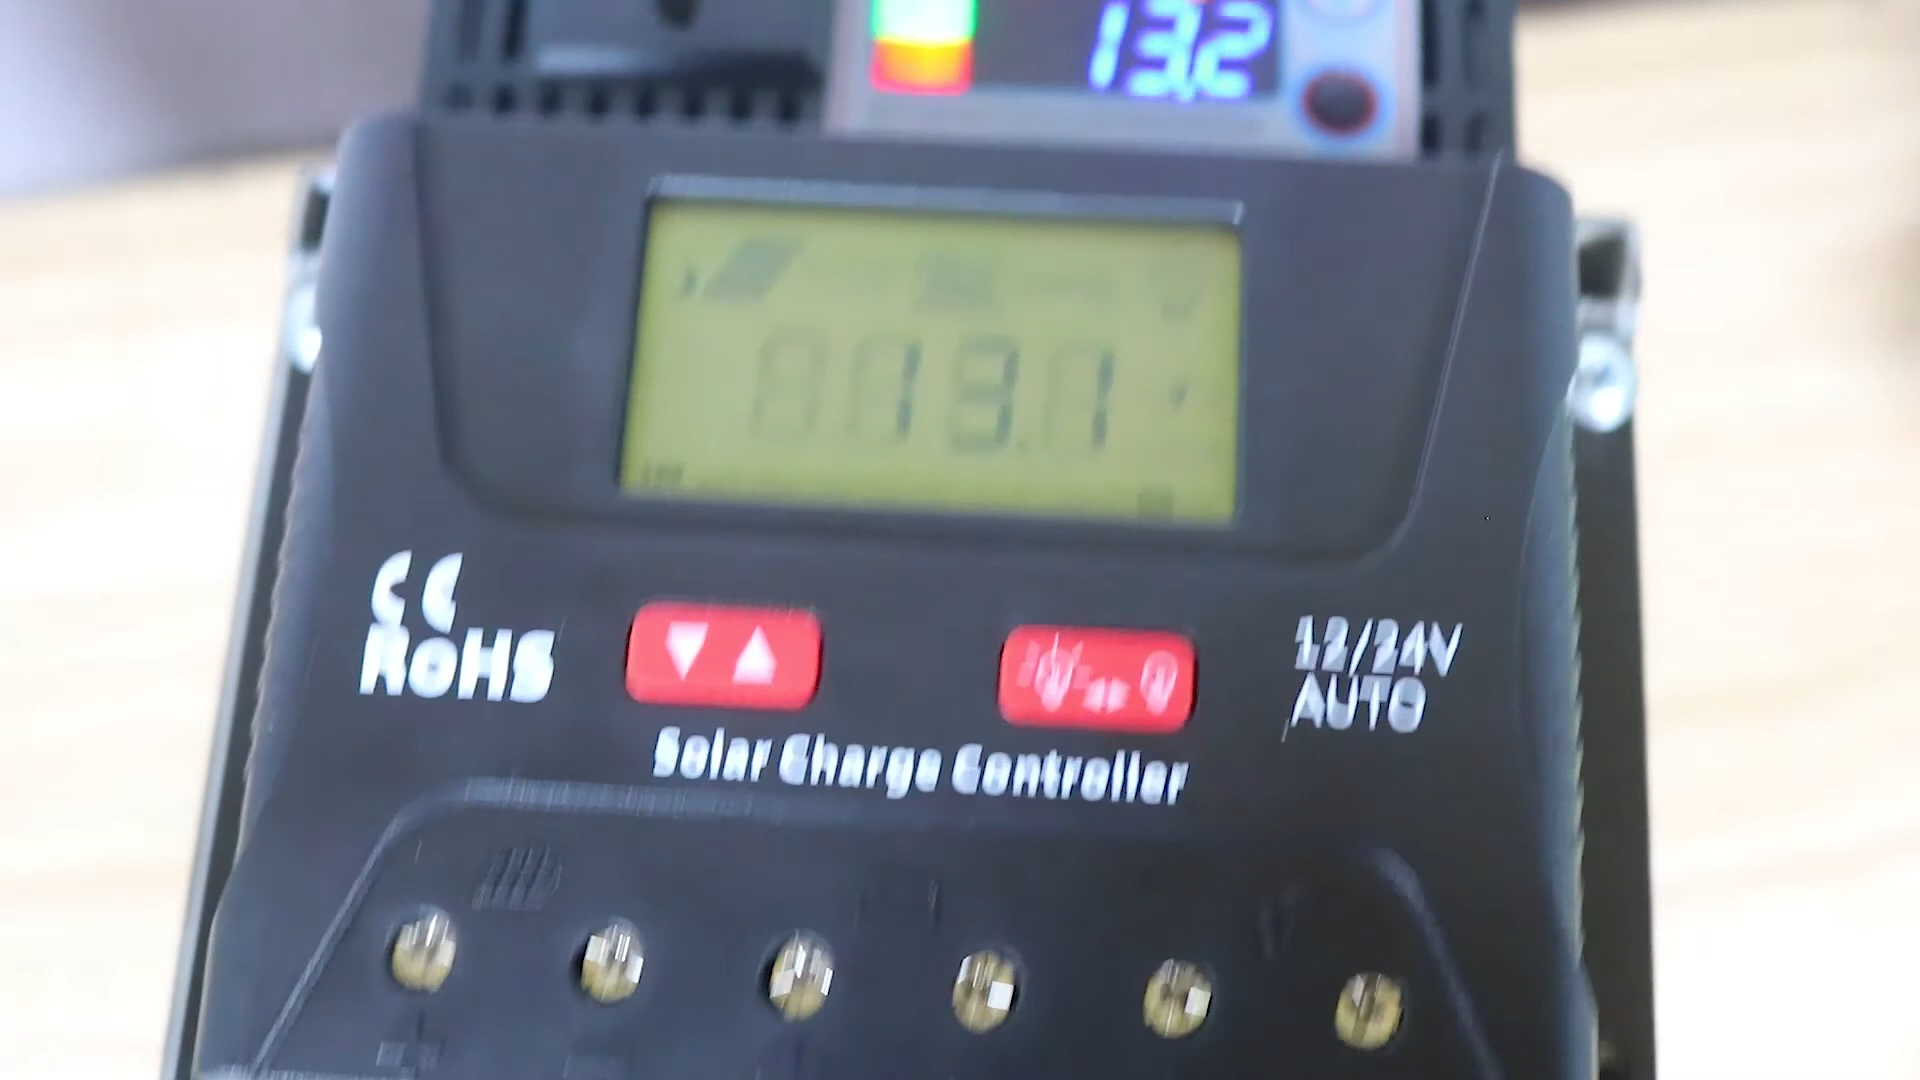 13.2
13.1
CE
RoHS
12/24V
AUTO
Solar Charge Controller